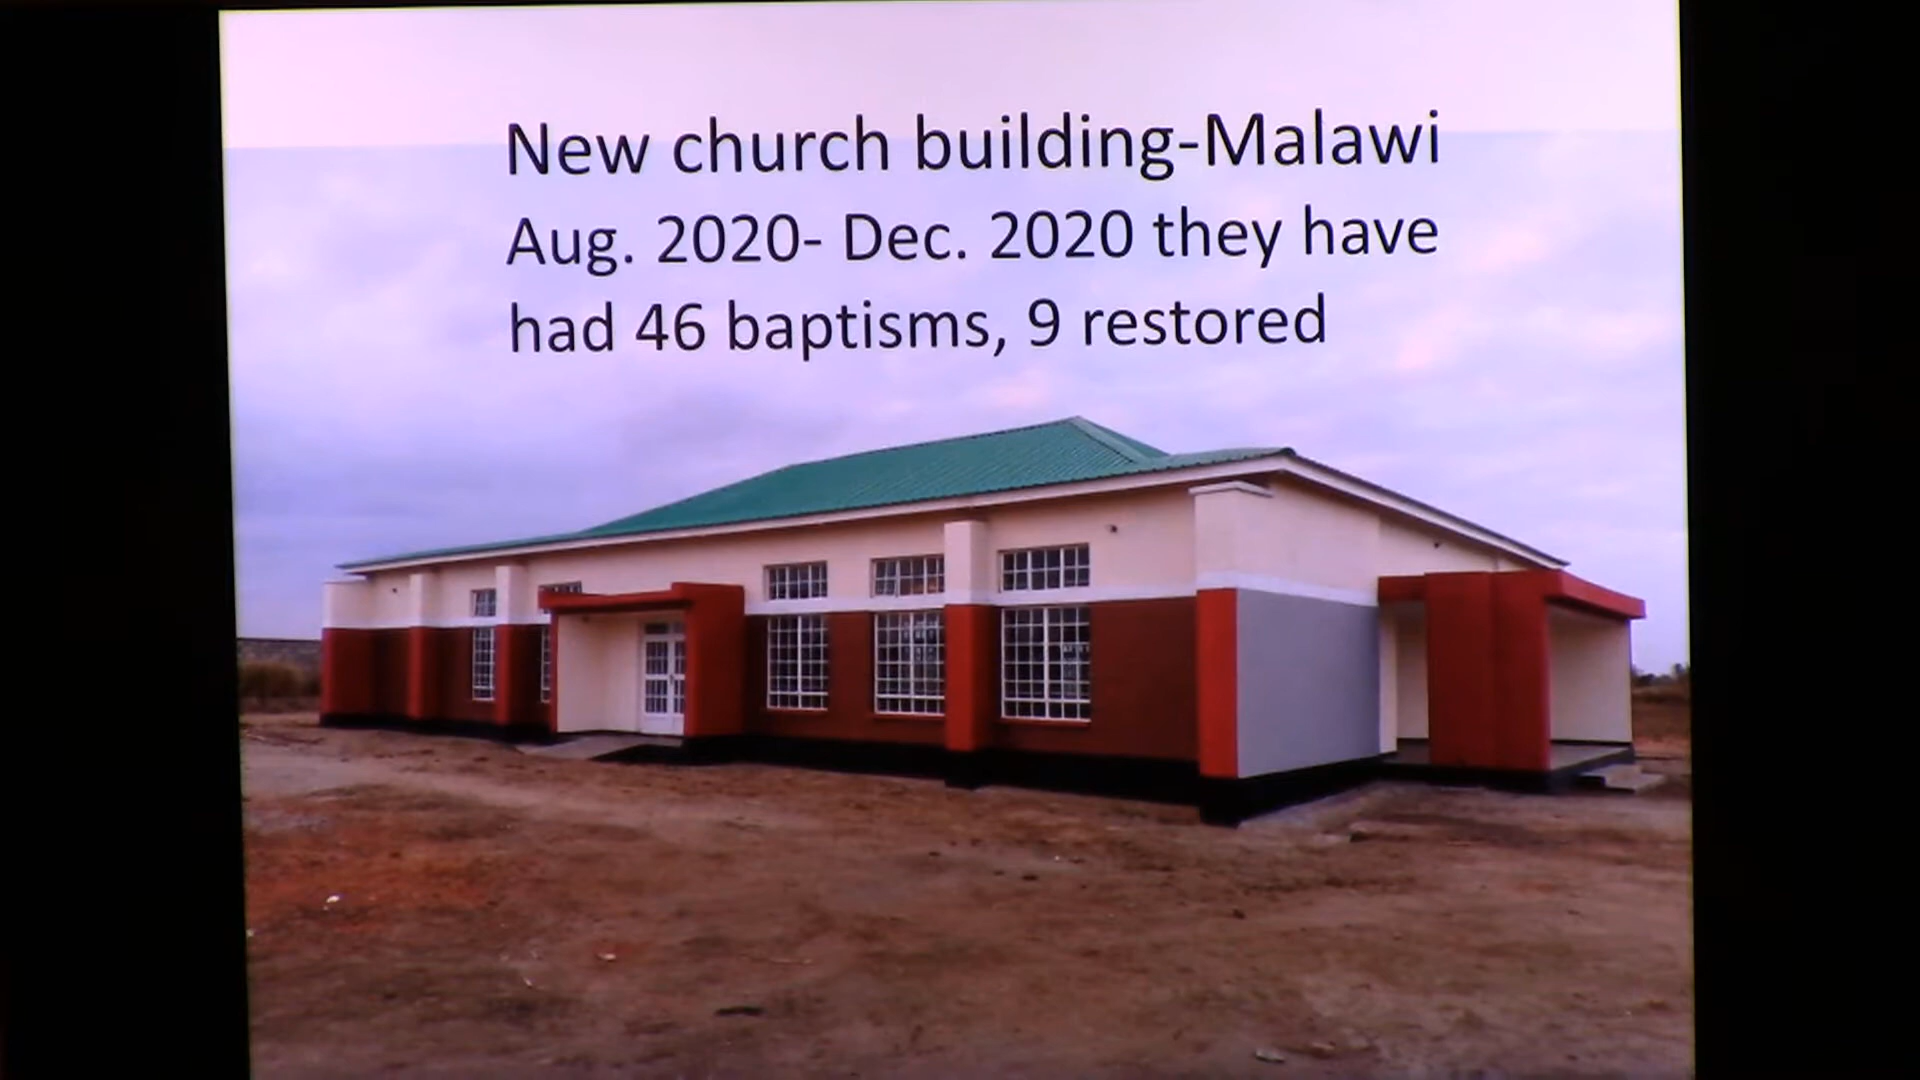 New church building-Malawi
Aug. 2020- Dec. 2020 they have
had 46 baptisms, 9 restored